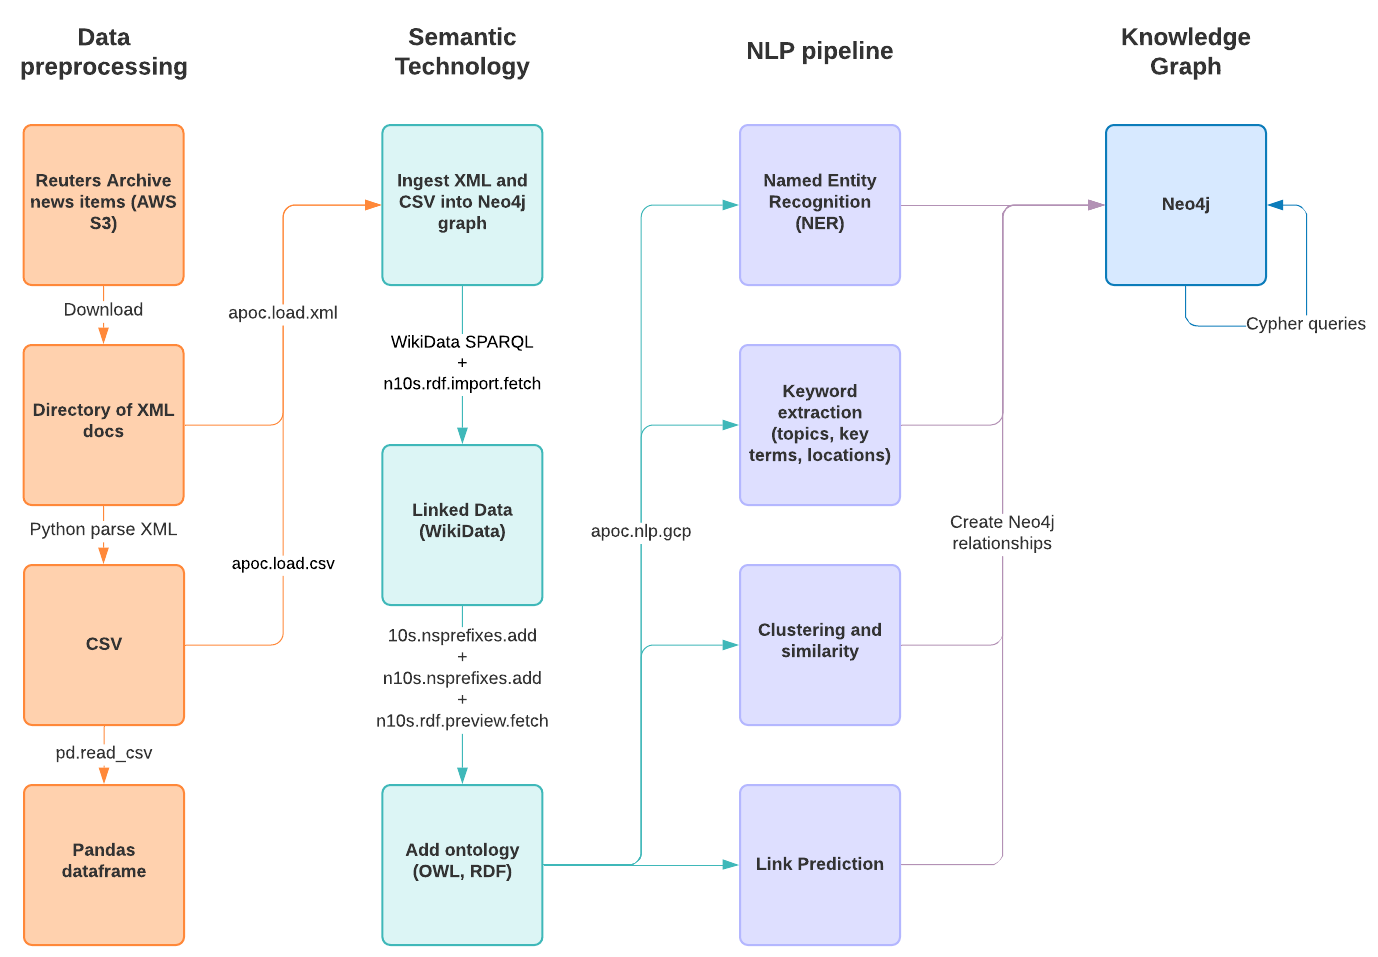 Data
preprocessing
Semantic
Technology
NLP pipeline
Knowledge
Graph
Reuters Archive
news items (AWS
S3)
Download
Directory of XML
docs
Python parse XML
CSV
pd.read_csv
Pandas
dataframe
apoc.load.xml
apoc.load.csv
Ingest XML and
CSV into Neo4j
graph
WikiData SPARQL
+
n10s.rdf.import.fetch
Linked Data
(WikiData)
10s.nsprefixes.add
+
n10s.nsprefixes.add
+
n10s.rdf.preview.fetch
Add ontology
(OWL, RDF)
apoc.nlp.gcp
Named Entity
Recognition
(NER)
Keyword
extraction
(topics, key
terms, locations)
Clustering and
similarity
Link Prediction
Create Neo4j
relationships
Neo4j
Cypher queries